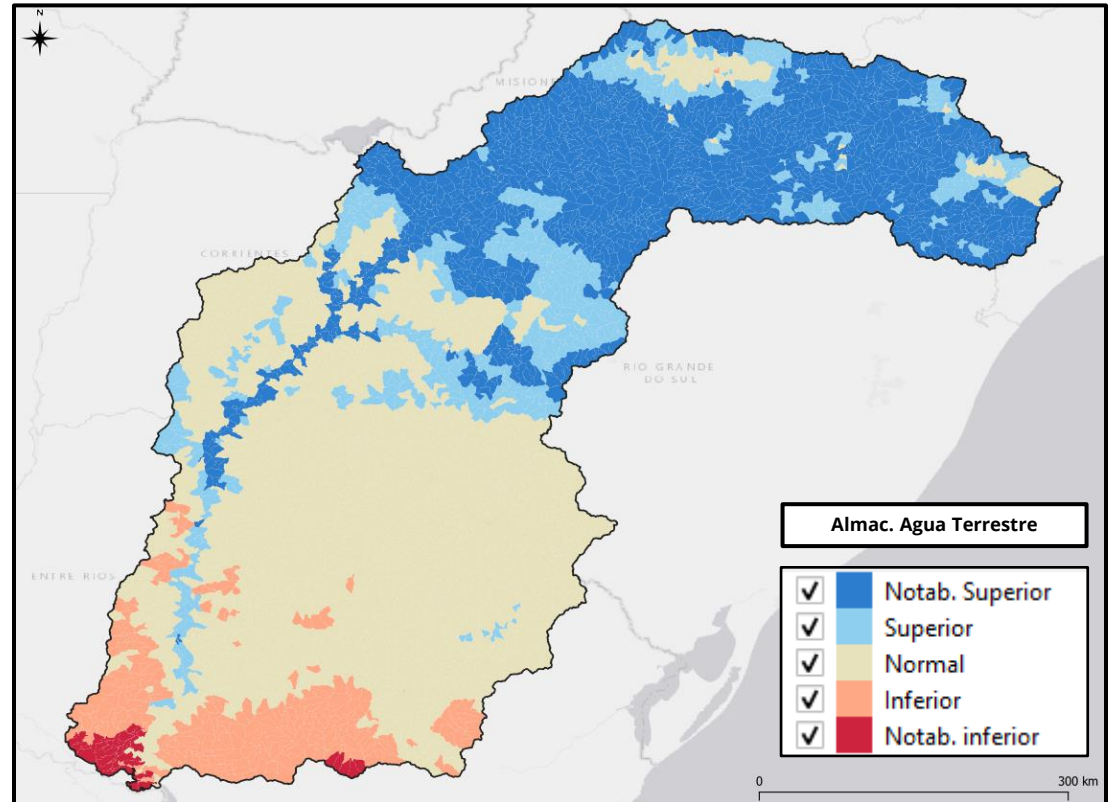 N
MISIONE
CORRIENTES
RIO GRANDE
DO SUL
ENTRE RIOS
Almac. Agua Terrestre
Notab. Superior
Superior
Normal
Inferior
Notab. inferior
0
300 km